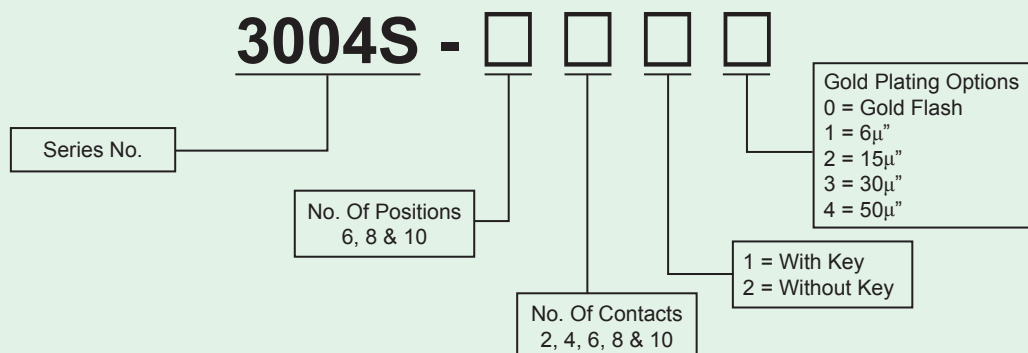 3004S -
Series No.
No. Of Positions
6, 8 & 10
No. Of Contacts
2, 4, 6, 8 & 10
1 = With Key
2 = Without Key
Gold Plating Options
0 = Gold Flash
1 = 6μ”
2 = 15μ”
3 = 30μ”
4 = 50μ”